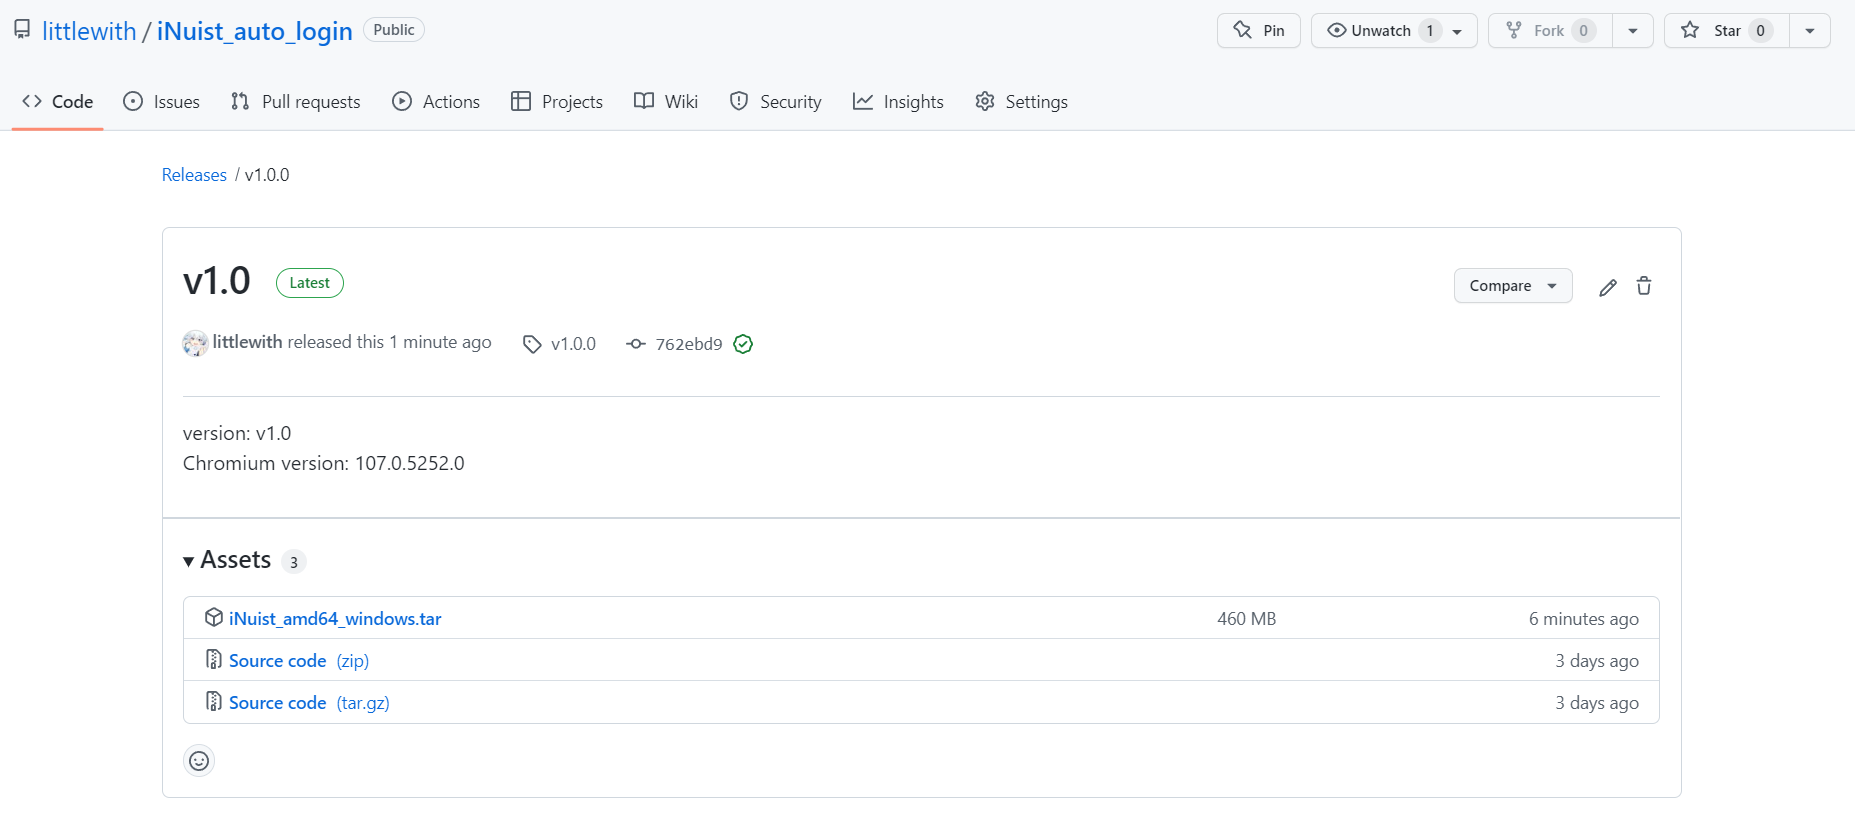 littlewith / iNuist_auto_login Public
Pin
Unwatch 1
Fork 0
Star 0
Code
Issues
Pull requests
Actions
Projects
Wiki
Security
Insights
Settings
Releases / v1.0.0
v1.0 Latest
Compare
littlewith released this 1 minute ago v1.0.0 762ebd9
version: v1.0
Chromium version: 107.0.5252.0
Assets 3
iNuist_amd64_windows.tar 460 MB 6 minutes ago
Source code (zip) 3 days ago
Source code (tar.gz) 3 days ago